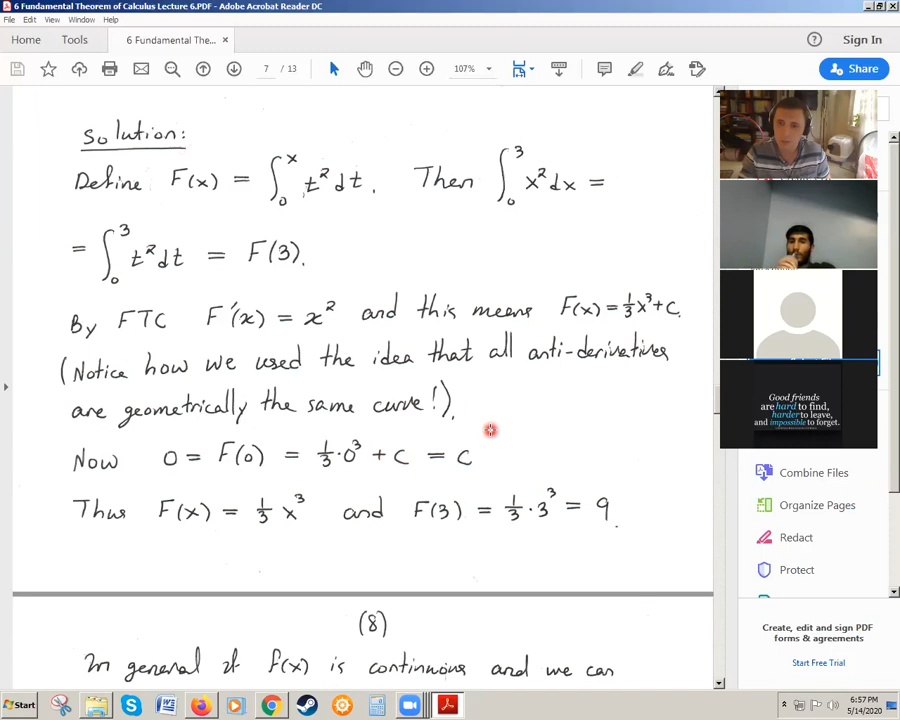 6 Fundamental Theorem of Calculus Lecture 6.PDF - Adobe Acrobat Reader DC
File Edit View Window Help
Home Tools 6 Fundamental The... × Sign In
7 / 13 107% Share
Solution:
Define F(x) = ∫₀ˣ t² dt. Then ∫₀³ x² dx =
= ∫₀³ t² dt = F(3).
By FTC F'(x) = x² and this means F(x) = 1/3 x³ + C.
(Notice how we used the idea that all anti-derivatives
are geometrically the same curve!).
Now 0 = F(0) = 1/3 · 0³ + C = C
Thus F(x) = 1/3 x³ and F(3) = 1/3 · 3³ = 9.
(8)
In general if f(x) is continuous and we can
Good friends
are hard to find,
harder to leave,
and impossible to forget.
Combine Files
Organize Pages
Redact
Protect
Create, edit and sign PDF
forms & agreements
Start Free Trial
Start
6:57 PM
5/14/2020